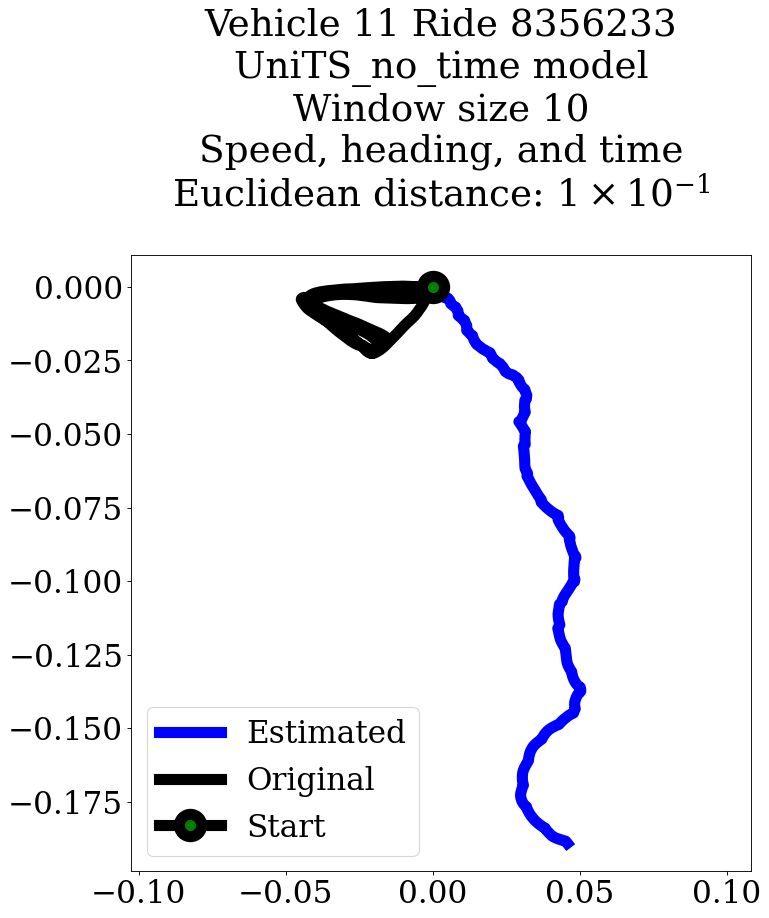 Vehicle 11 Ride 8356233
UniTS_no_time model
Window size 10
Speed, heading, and time
Euclidean distance: 1 × 10⁻¹
0.000
−0.025
−0.050
−0.075
−0.100
−0.125
−0.150
−0.175
Estimated
Original
Start
−0.10 −0.05 0.00 0.05 0.10